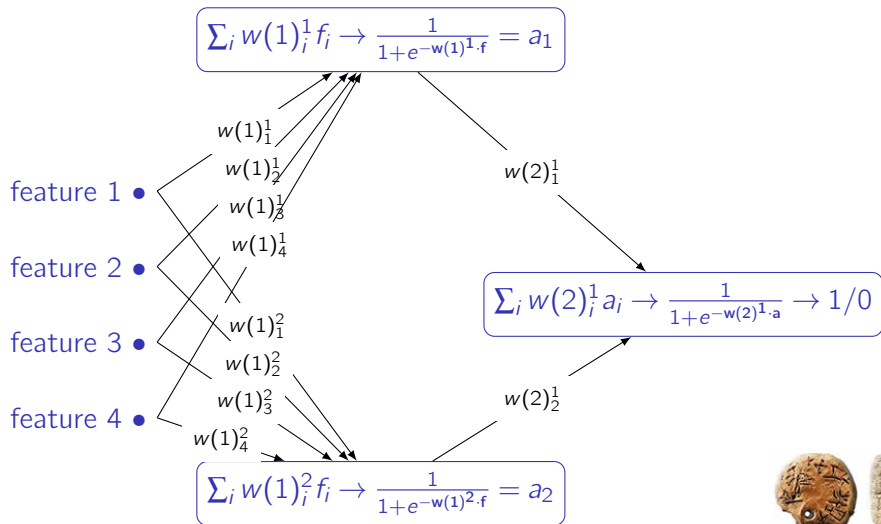 ∑ᵢ w(1)¹ᵢ fᵢ → 1/(1+e^(−w(1)¹·f)) = a₁
w(1)¹₁
w(1)¹₂
w(1)¹₃
w(1)¹₄
feature 1 •
feature 2 •
feature 3 •
feature 4 •
w(1)²₁
w(1)²₂
w(1)²₃
w(1)²₄
∑ᵢ w(1)²ᵢ fᵢ → 1/(1+e^(−w(1)²·f)) = a₂
w(2)¹₁
w(2)¹₂
∑ᵢ w(2)¹ᵢ aᵢ → 1/(1+e^(−w(2)¹·a)) → 1/0